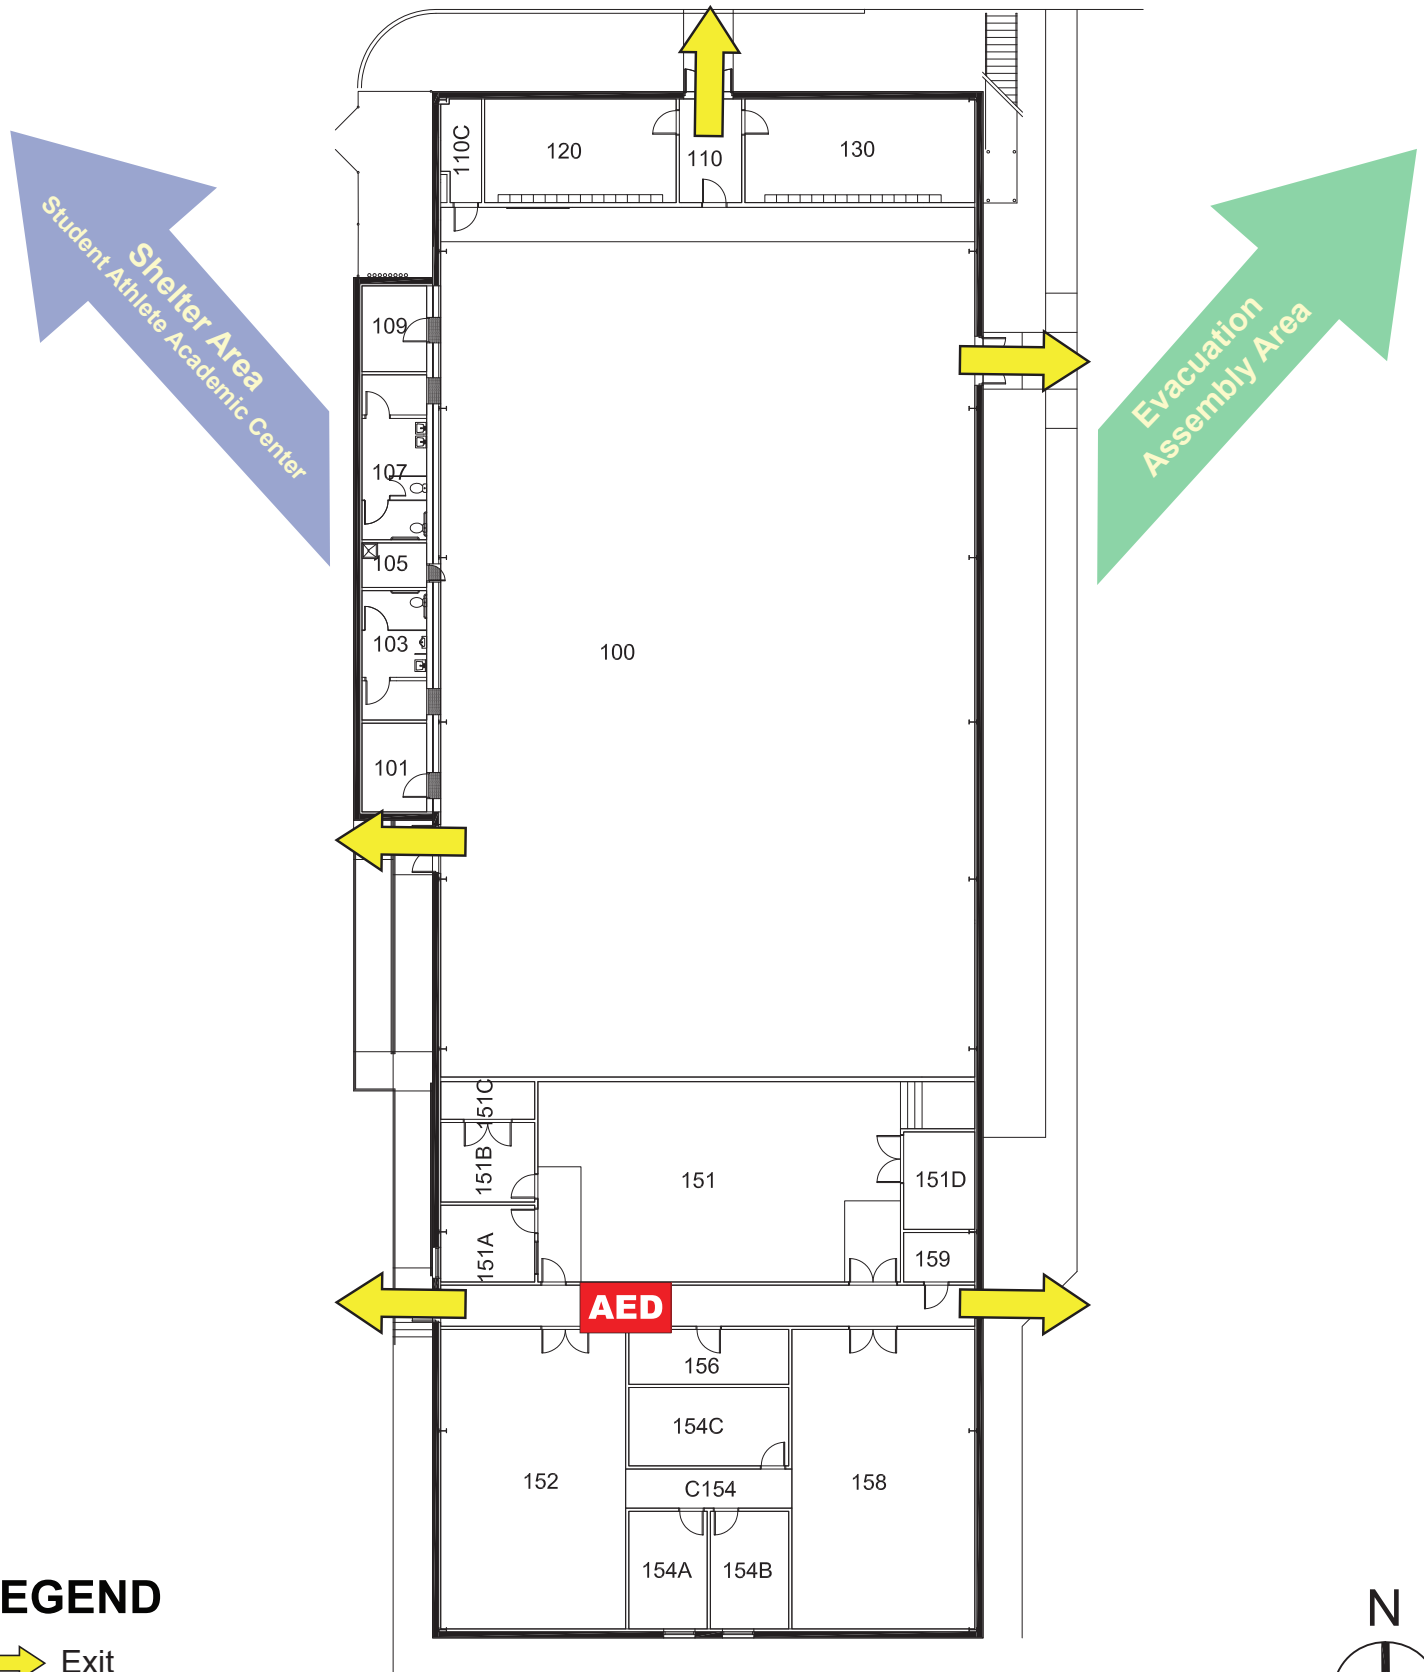 110C
120
110
130
Shelter Area
Student Athlete Academic Center
Evacuation
Assembly Area
109
107
105
103
100
101
151C
151B
151
151D
151A
159
AED
156
154C
152
C154
158
154A
154B
EGEND
Exit
N